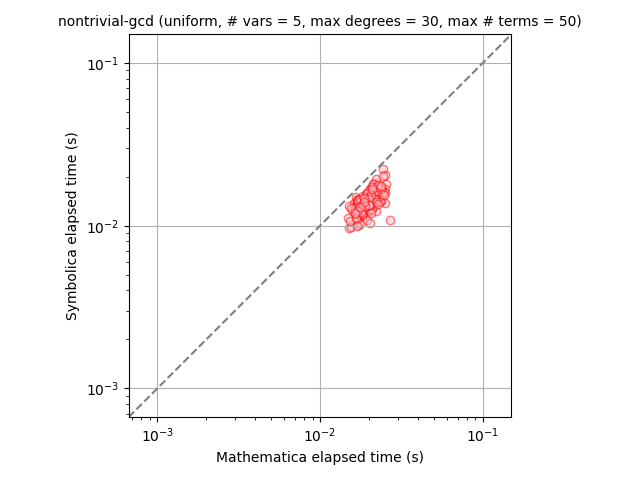 nontrivial-gcd (uniform, # vars = 5, max degrees = 30, max # terms = 50)
10⁻¹
10⁻²
10⁻³
Symbolica elapsed time (s)
10⁻³ 10⁻² 10⁻¹
Mathematica elapsed time (s)